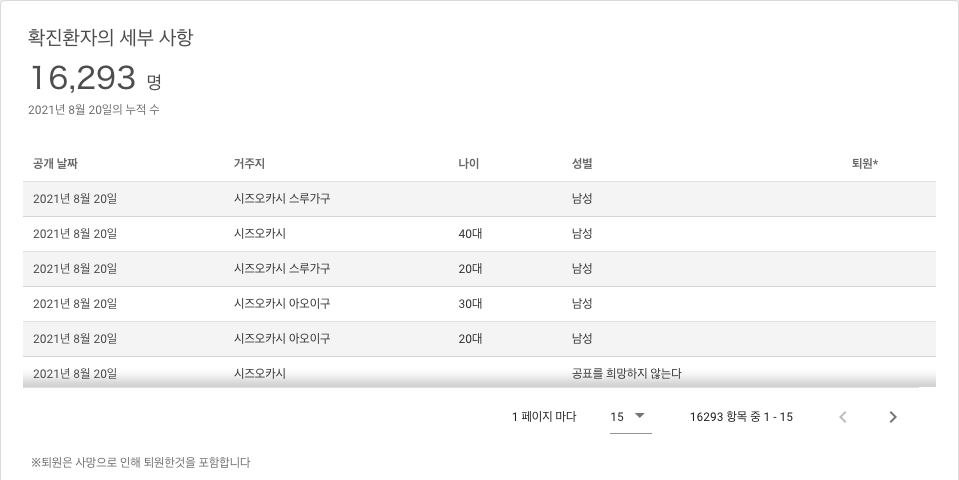 확진환자의 세부 사항
16,293 명
2021년 8월 20일의 누적 수
공개 날짜 거주지 나이 성별 퇴원*
2021년 8월 20일 시즈오카시 스루가구 남성
2021년 8월 20일 시즈오카시 40대 남성
2021년 8월 20일 시즈오카시 스루가구 20대 남성
2021년 8월 20일 시즈오카시 아오이구 30대 남성
2021년 8월 20일 시즈오카시 아오이구 20대 남성
2021년 8월 20일 시즈오카시 공표를 희망하지 않는다
1 페이지 마다 15 16293 항목 중 1 - 15
※퇴원은 사망으로 인해 퇴원한것을 포함합니다